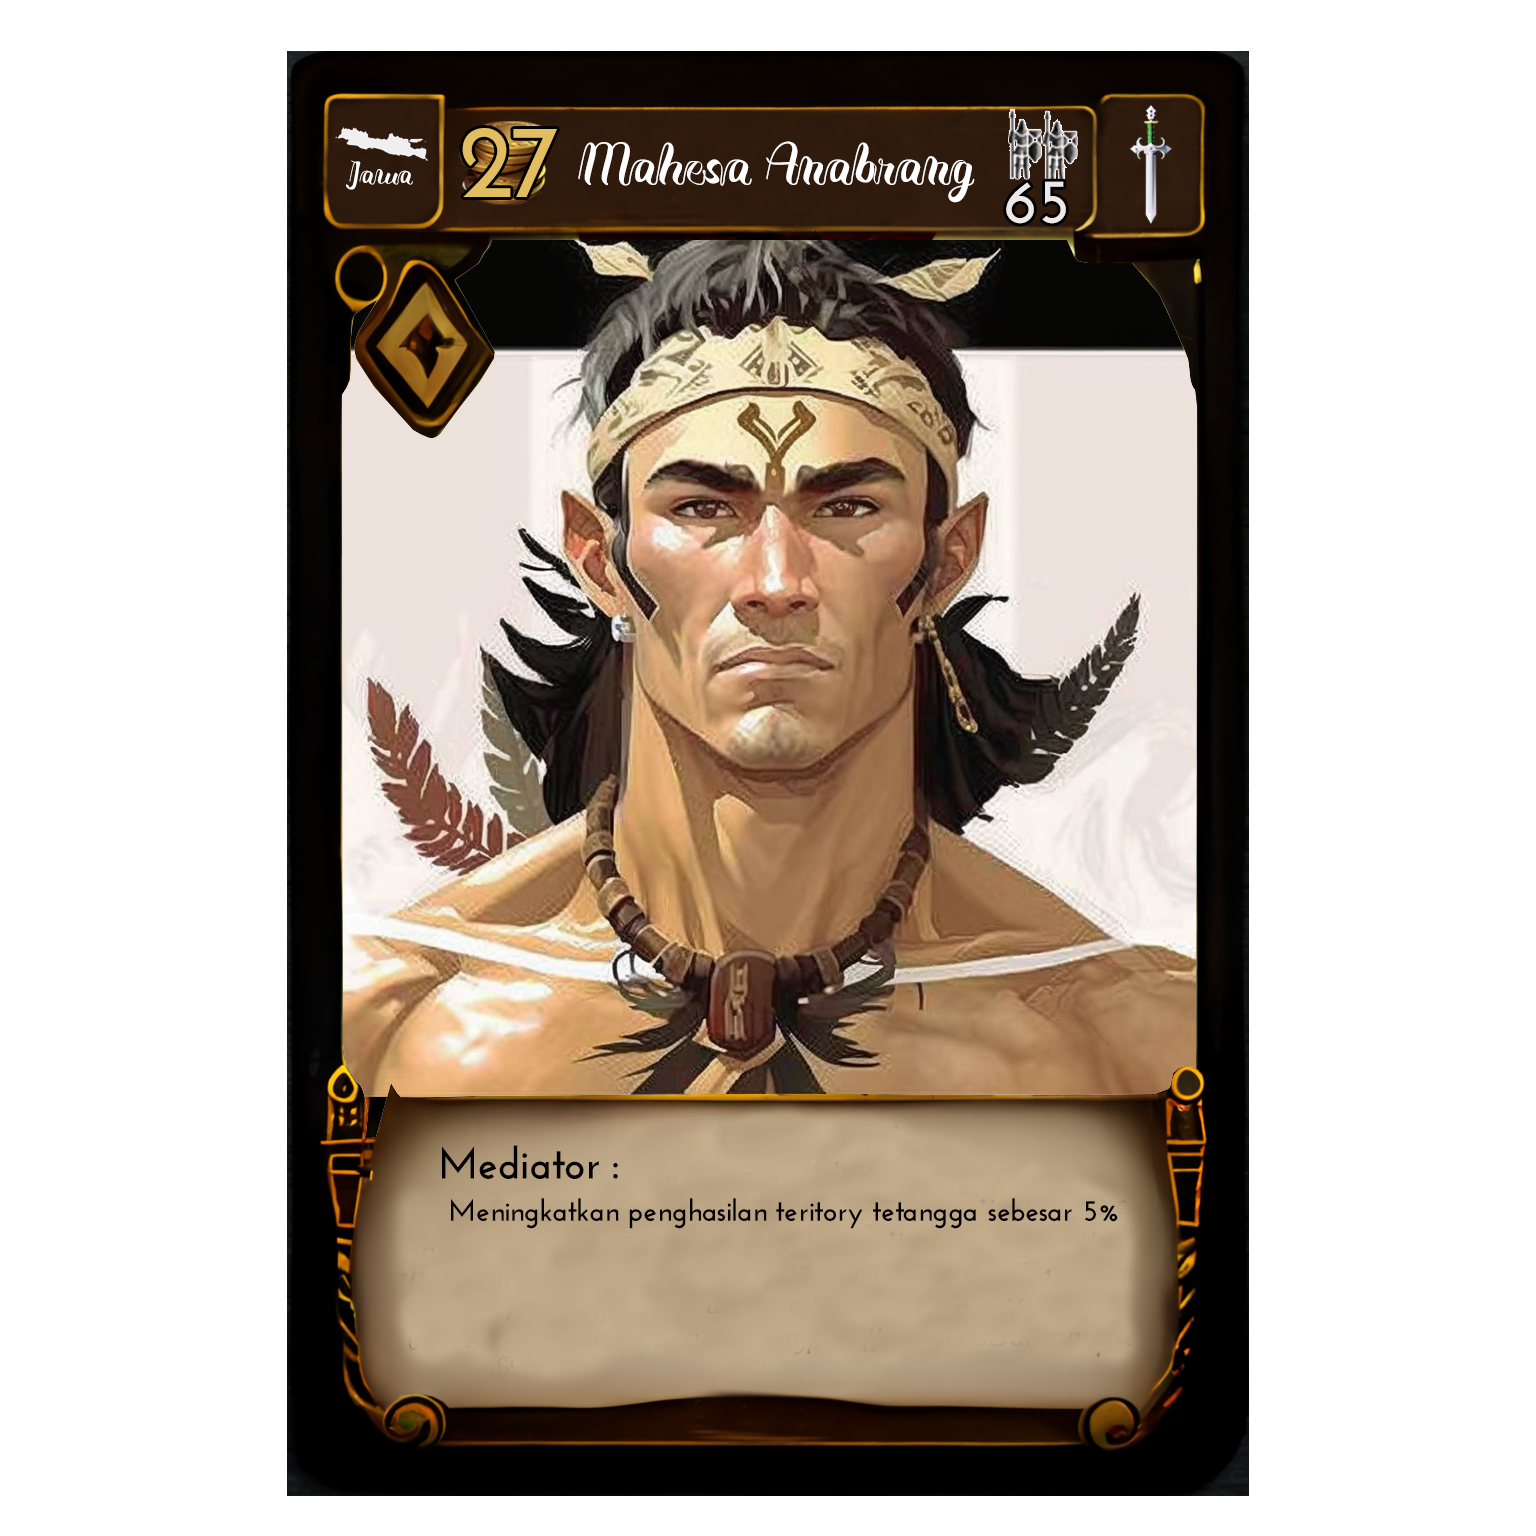 Jawa
27
Mahesa Anabrang
65
Mediator :
Meningkatkan penghasilan teritory tetangga sebesar 5%